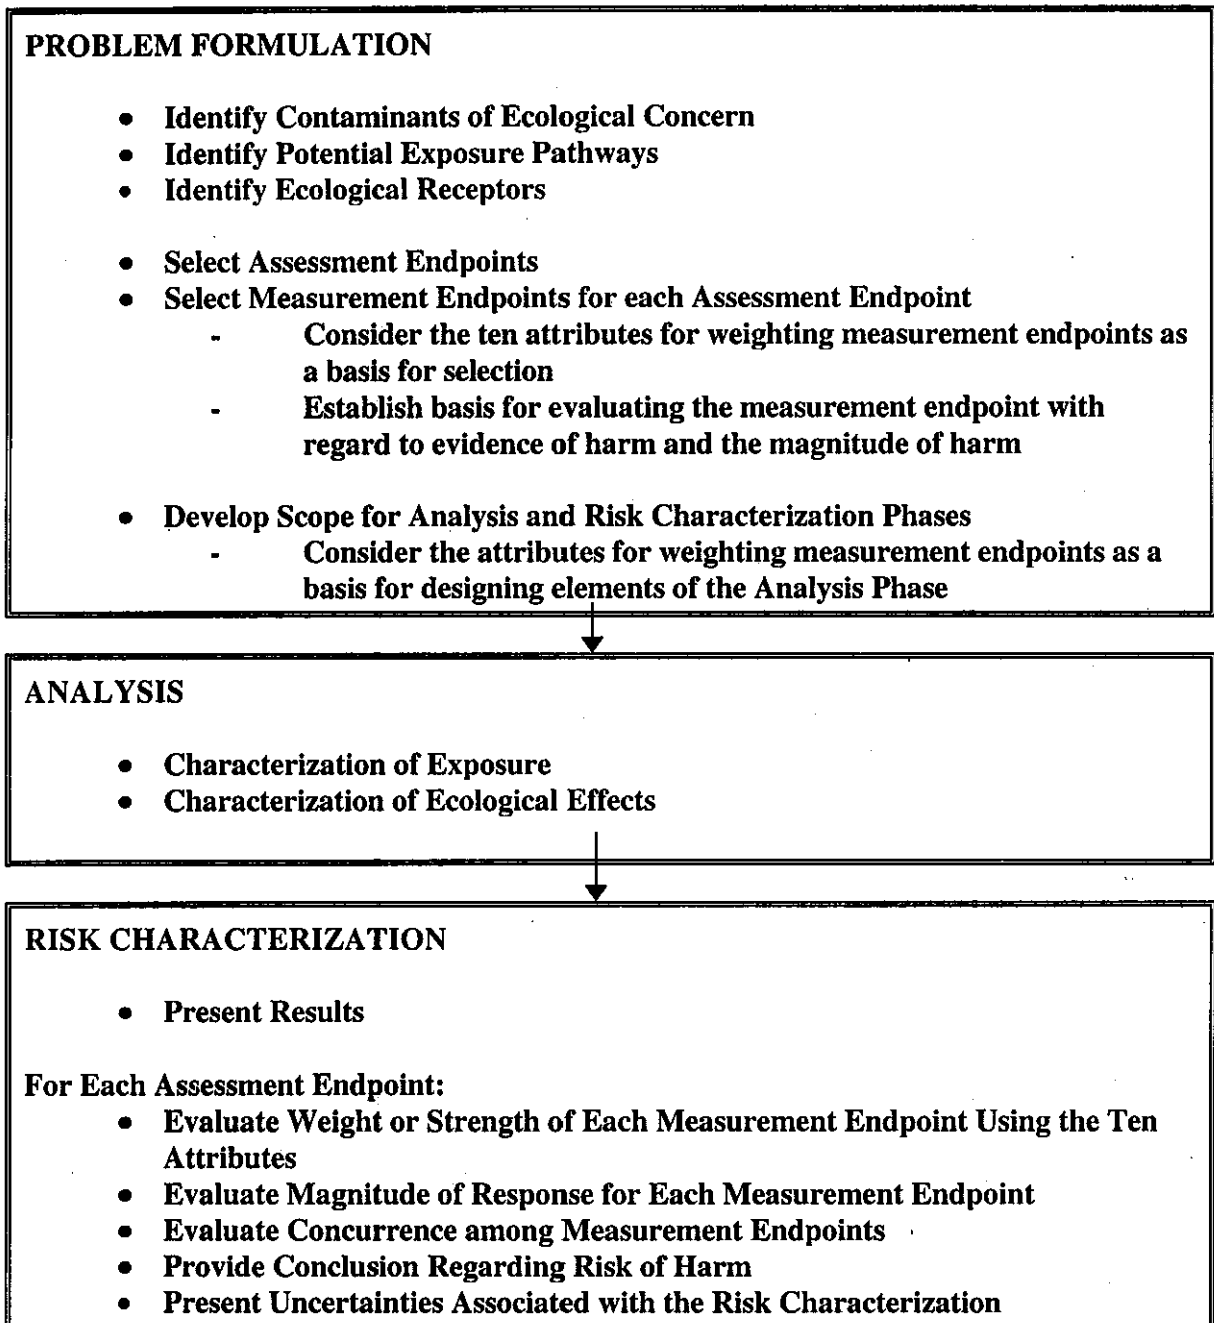 PROBLEM FORMULATION
• Identify Contaminants of Ecological Concern
• Identify Potential Exposure Pathways
• Identify Ecological Receptors
• Select Assessment Endpoints
• Select Measurement Endpoints for each Assessment Endpoint
- Consider the ten attributes for weighting measurement endpoints as
a basis for selection
- Establish basis for evaluating the measurement endpoint with
regard to evidence of harm and the magnitude of harm
• Develop Scope for Analysis and Risk Characterization Phases
- Consider the attributes for weighting measurement endpoints as a
basis for designing elements of the Analysis Phase
ANALYSIS
• Characterization of Exposure
• Characterization of Ecological Effects
RISK CHARACTERIZATION
• Present Results
For Each Assessment Endpoint:
• Evaluate Weight or Strength of Each Measurement Endpoint Using the Ten
Attributes
• Evaluate Magnitude of Response for Each Measurement Endpoint
• Evaluate Concurrence among Measurement Endpoints
• Provide Conclusion Regarding Risk of Harm
• Present Uncertainties Associated with the Risk Characterization